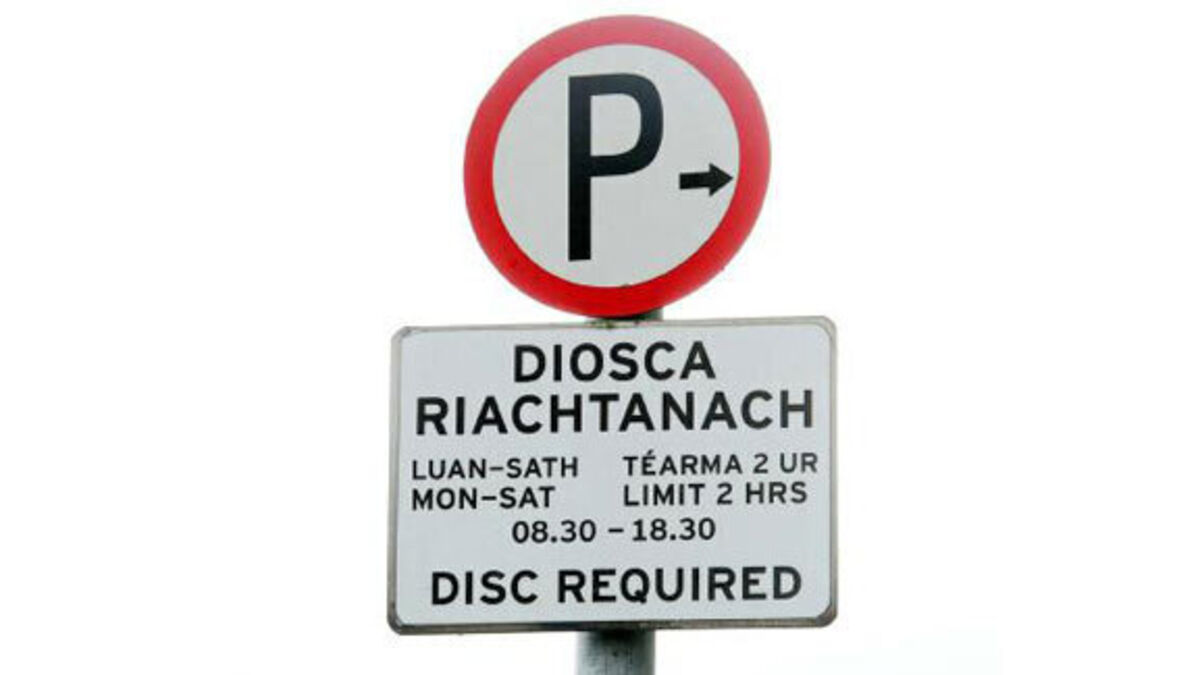 P
DIOSCA
RIACHTANACH
LUAN-SATH TÉARMA 2 UR
MON-SAT LIMIT 2 HRS
08.30 - 18.30
DISC REQUIRED